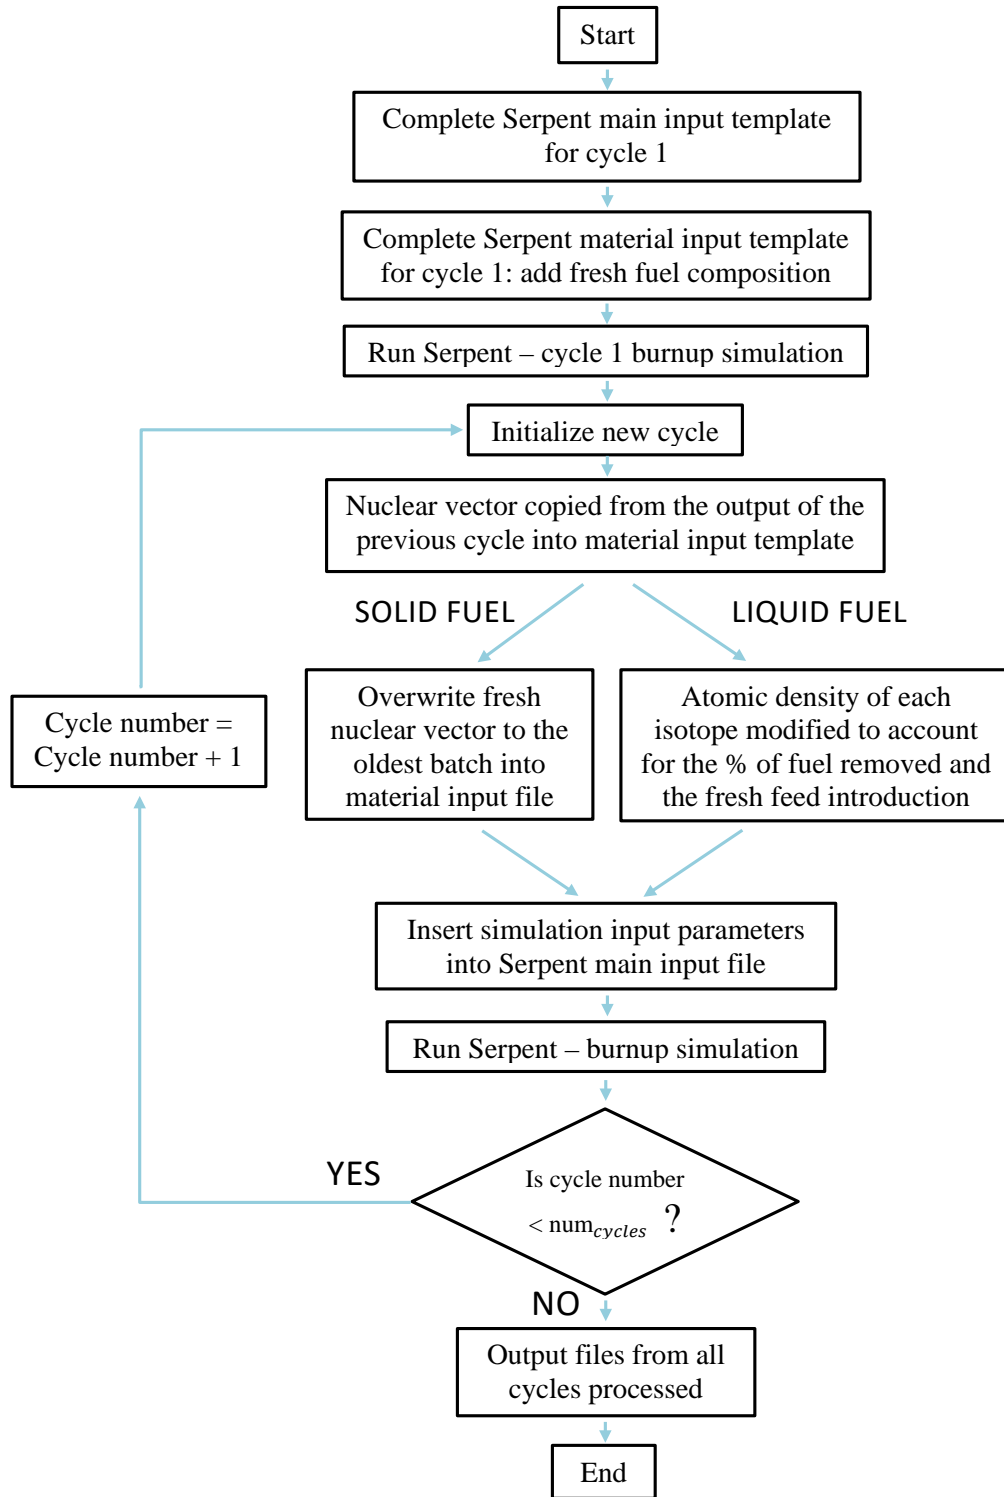 Start
Complete Serpent main input template
for cycle 1
Complete Serpent material input template
for cycle 1: add fresh fuel composition
Run Serpent – cycle 1 burnup simulation
Initialize new cycle
Nuclear vector copied from the output of the
previous cycle into material input template
SOLID FUEL
LIQUID FUEL
Overwrite fresh
nuclear vector to the
oldest batch into
material input file
Atomic density of each
isotope modified to account
for the % of fuel removed and
the fresh feed introduction
Cycle number =
Cycle number + 1
Insert simulation input parameters
into Serpent main input file
Run Serpent – burnup simulation
Is cycle number
< num_cycles ?
YES
NO
Output files from all
cycles processed
End